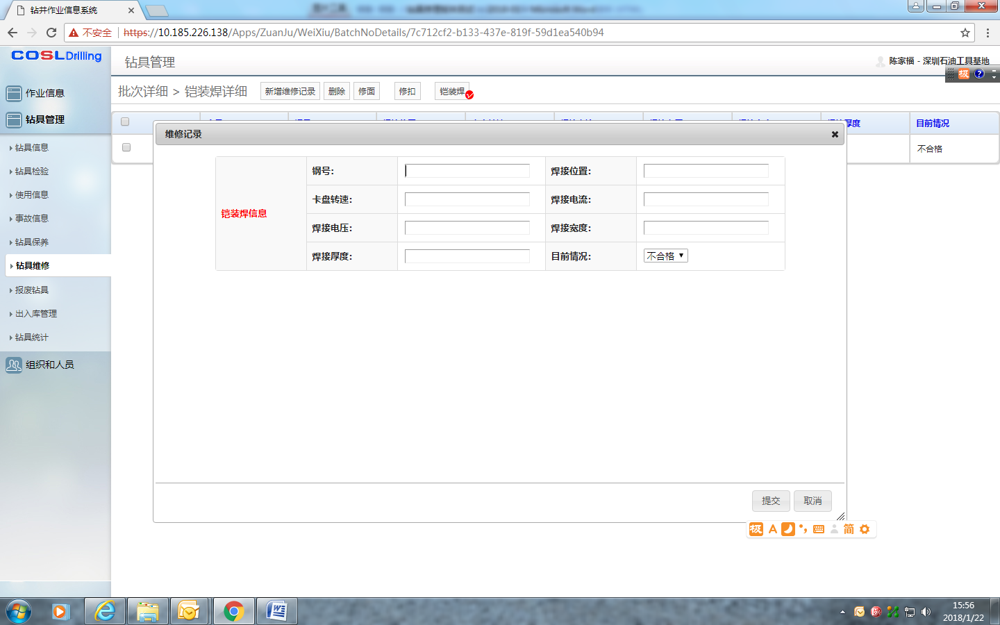 钻井作业信息系统
不安全 https://10.185.226.138/Apps/ZuanJu/WeiXiu/BatchNoDetails/7c712cf2-b133-437e-819f-59d1ea540b94
COSL Drilling
钻具管理
陈家福 - 深圳石油工具基地
极
批次详细 > 铠装焊详细
新增维修记录
删除
修面
修扣
铠装焊
作业信息
钻具管理
钻具信息
钻具检验
使用信息
事故信息
钻具保养
钻具维修
报废钻具
出入库管理
钻具统计
组织和人员
厚度
目前情况
不合格
维修记录
铠装焊信息
钢号:
焊接位置:
卡盘转速:
焊接电流:
焊接电压:
焊接宽度:
焊接厚度:
目前情况:
不合格
提交
取消
极 A 简
15:56
2018/1/22